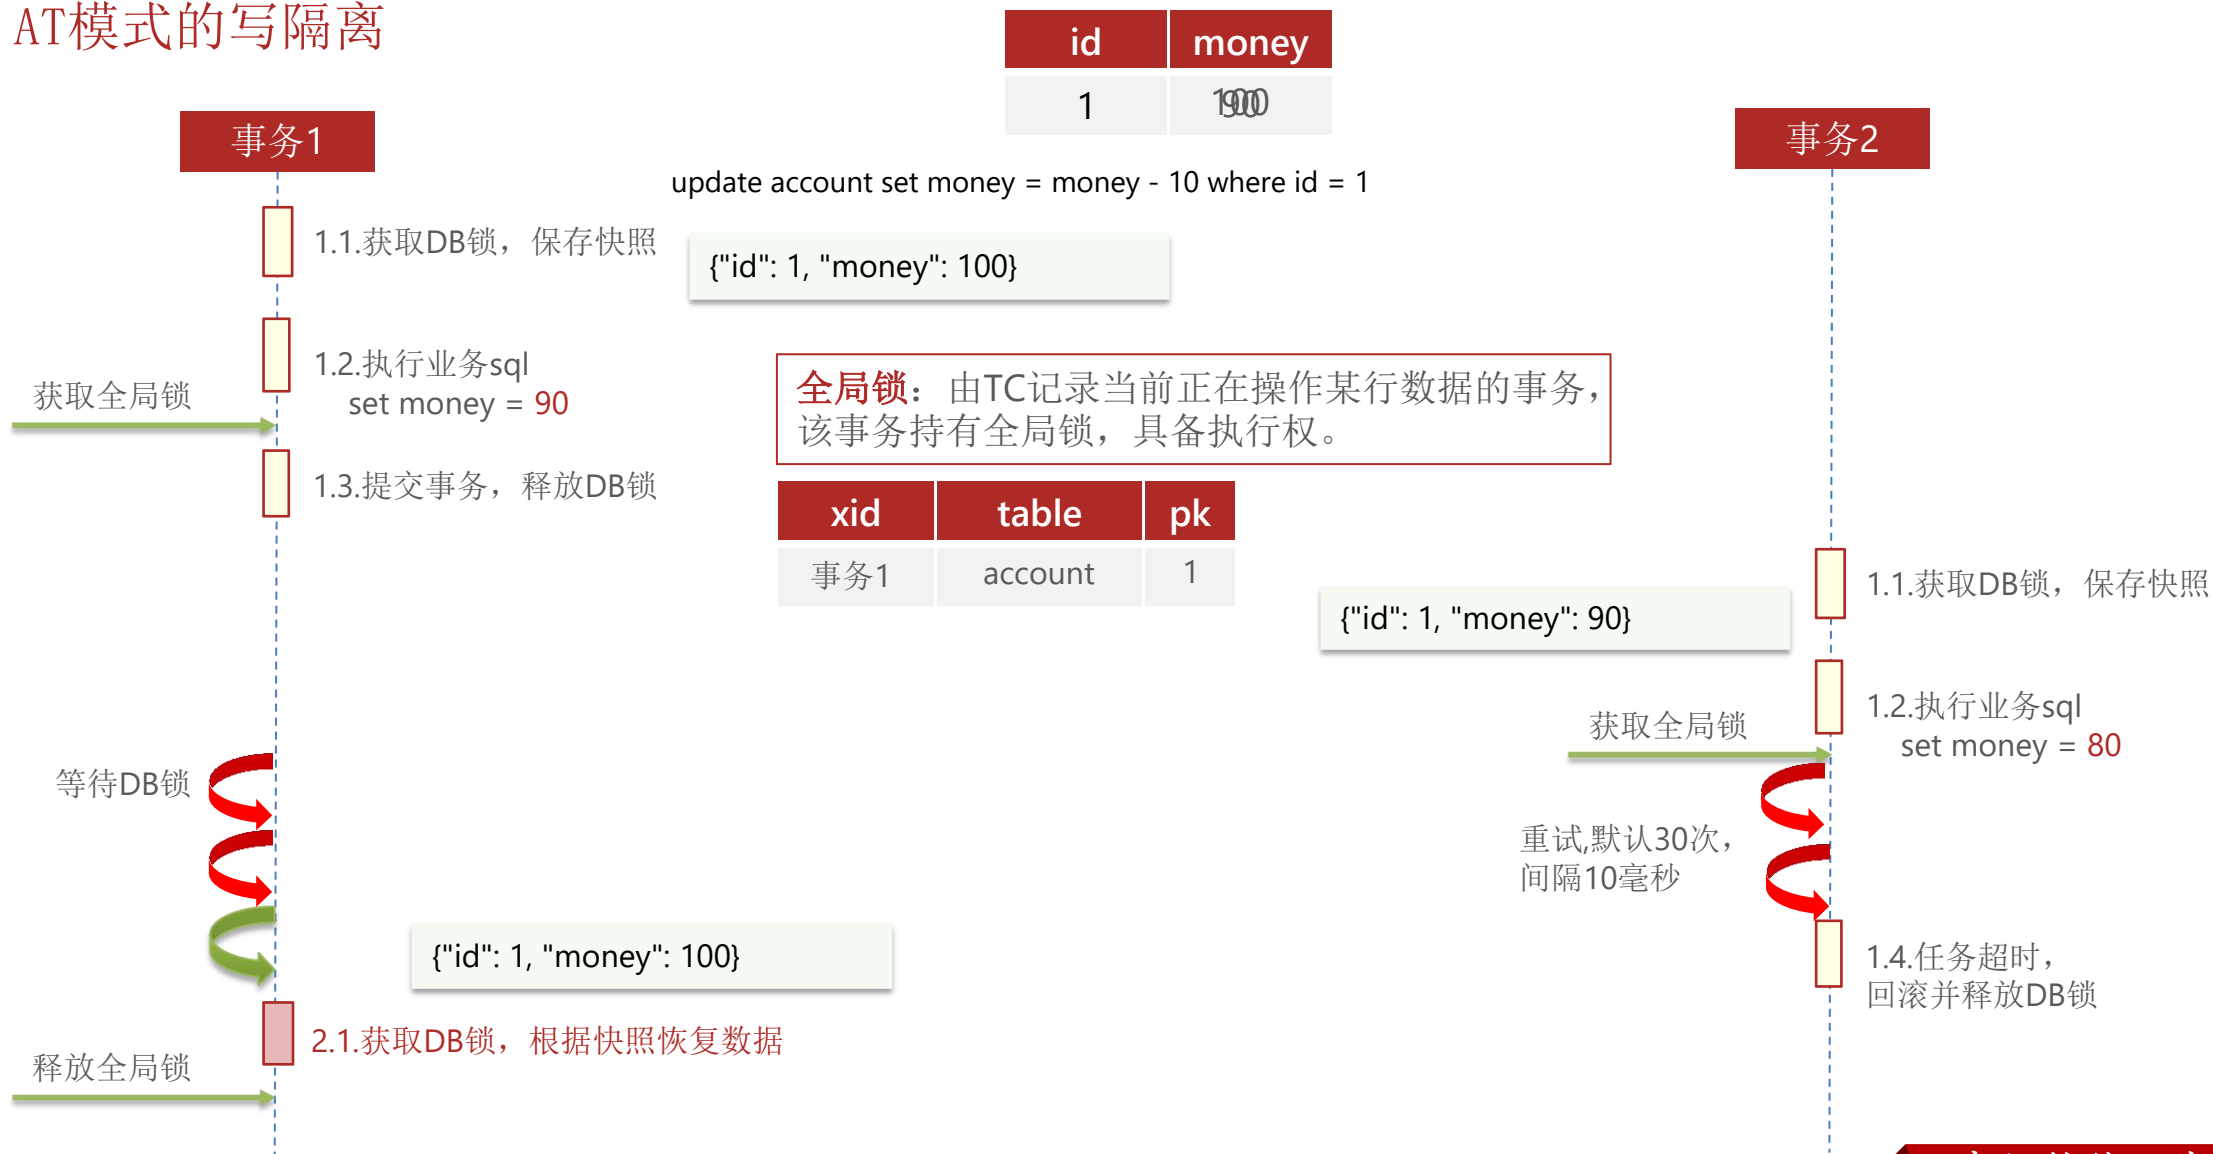 AT模式的写隔离
id money
1
事务1
事务2
update account set money = money - 10 where id = 1
1.1.获取DB锁，保存快照
{"id": 1, "money": 100}
1.2.执行业务sql
set money = 90
获取全局锁
全局锁：由TC记录当前正在操作某行数据的事务，
该事务持有全局锁，具备执行权。
1.3.提交事务，释放DB锁
xid table pk
事务1 account 1
1.1.获取DB锁，保存快照
{"id": 1, "money": 90}
1.2.执行业务sql
set money = 80
获取全局锁
等待DB锁
重试,默认30次，
间隔10毫秒
{"id": 1, "money": 100}
1.4.任务超时，
回滚并释放DB锁
2.1.获取DB锁，根据快照恢复数据
释放全局锁